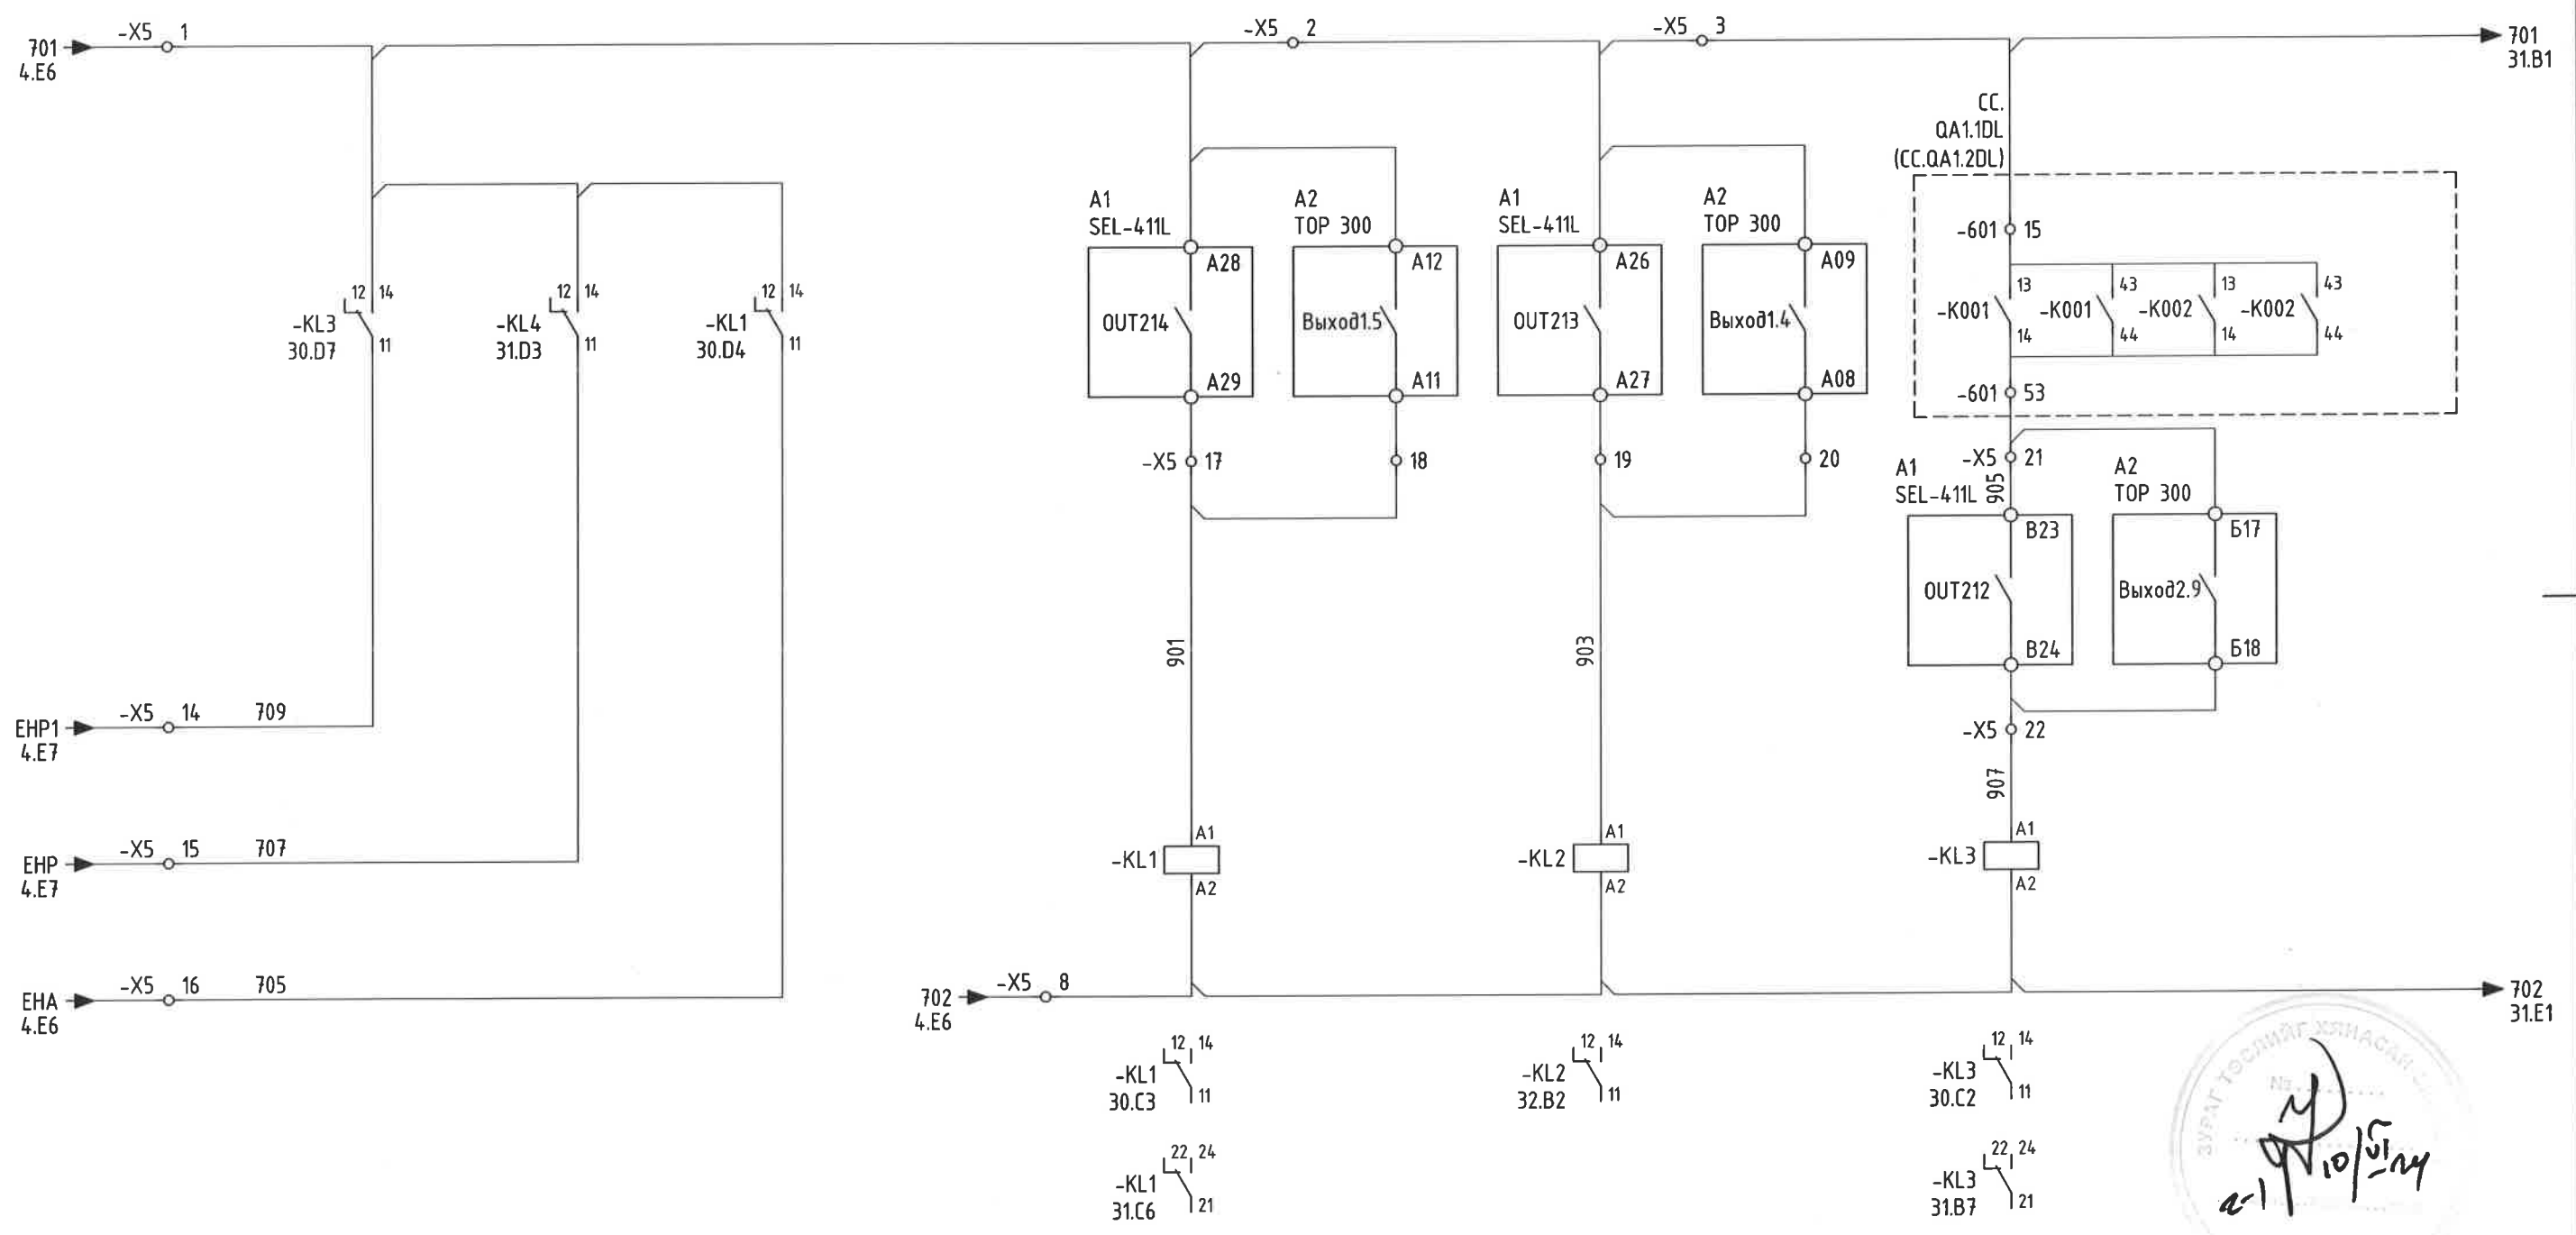 701
4.E6
-X5 1
-X5 2
-X5 3
701
31.B1
CC.
QA1.1DL
(CC.QA1.2DL)
-601 15
12 14
-KL3
30.D7
11
12 14
-KL4
31.D3
11
12 14
-KL1
30.D4
11
A1
SEL-411L
A28
OUT214
A29
A2
TOP 300
A12
Выход1.5
A11
A1
SEL-411L
A26
OUT213
A27
A2
TOP 300
A09
Выход1.4
A08
13
-K001
14
43
-K001
44
13
-K002
14
43
-K002
44
-601 53
-X5 17
18
19
20
-X5 21
905
A1
SEL-411L
B23
OUT212
B24
A2
TOP 300
Б17
Выход2.9
Б18
-X5 22
901
903
907
EHP1
4.E7
-X5 14 709
EHP
4.E7
-X5 15 707
EHA
4.E6
-X5 16 705
A1
-KL1
A2
A1
-KL2
A2
A1
-KL3
A2
702
4.E6
-X5 8
702
31.E1
12 14
-KL1
30.C3
11
12 14
-KL2
32.B2
11
12 14
-KL3
30.C2
11
22 24
-KL1
31.C6
21
22 24
-KL3
31.B7
21
ЗУРАГ ТӨСЛИЙГ ХЯНАСАН
№
10/VI